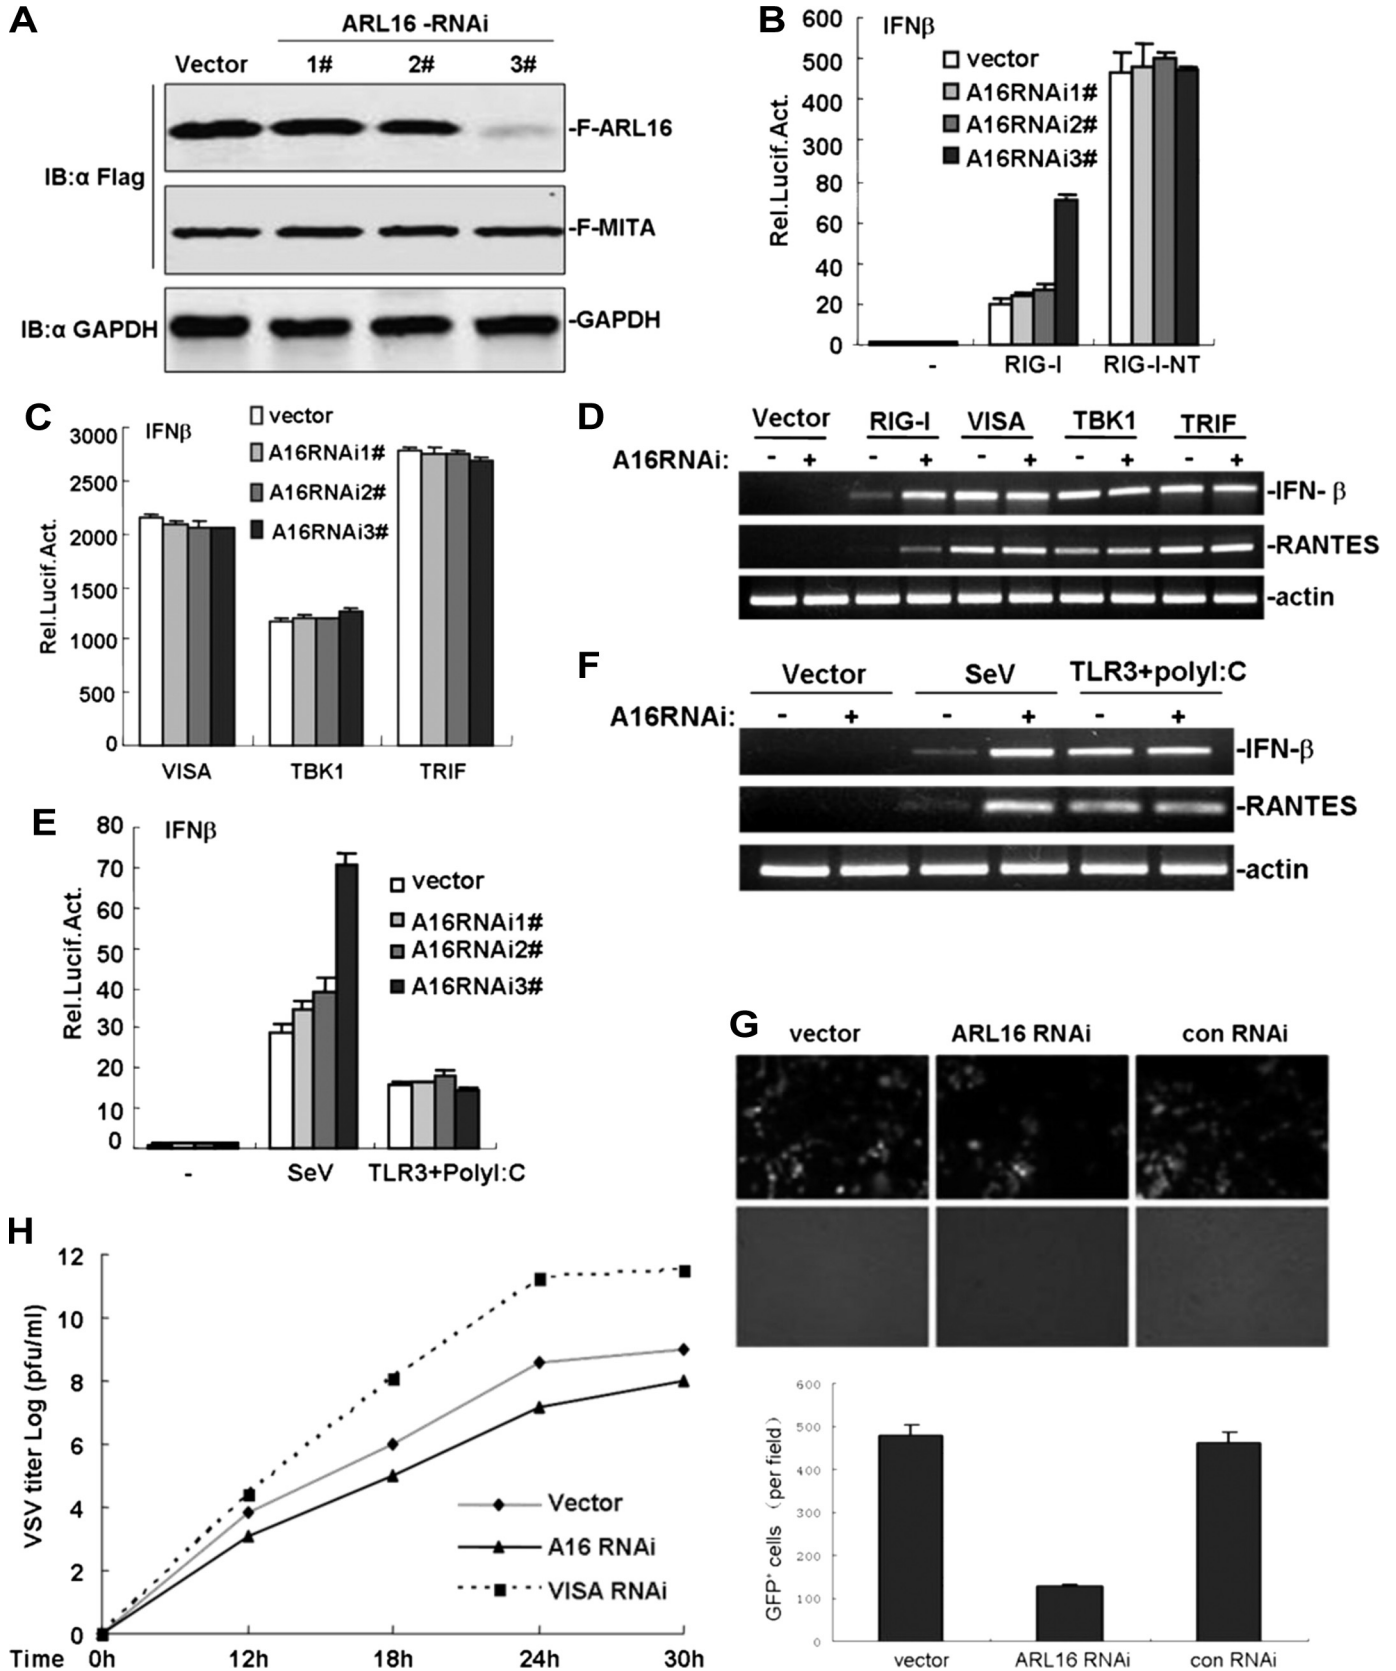 A
ARL16 -RNAi
Vector 1# 2# 3#
-F-ARL16
IB:α Flag
-F-MITA
IB:α GAPDH
-GAPDH
B
IFNβ
Rel.Lucif.Act.
600
500
400
300
80
60
40
20
0
vector
A16RNAi1#
A16RNAi2#
A16RNAi3#
- RIG-I RIG-I-NT
C
IFNβ
Rel.Lucif.Act.
3000
2500
2000
1500
1000
500
0
vector
A16RNAi1#
A16RNAi2#
A16RNAi3#
VISA TBK1 TRIF
D
Vector RIG-I VISA TBK1 TRIF
A16RNAi: - + - + - + - + - +
-IFN- β
-RANTES
-actin
E
IFNβ
Rel.Lucif.Act.
80
70
60
50
40
30
20
10
0
vector
A16RNAi1#
A16RNAi2#
A16RNAi3#
- SeV TLR3+PolyI:C
F
Vector SeV TLR3+polyI:C
A16RNAi: - + - + - +
-IFN-β
-RANTES
-actin
G
vector ARL16 RNAi con RNAi
GFP+ cells (per field)
600
500
400
300
200
100
0
vector ARL16 RNAi con RNAi
H
VSV titer Log (pfu/ml)
12
10
8
6
4
2
0
Vector
A16 RNAi
VISA RNAi
Time 0h 12h 18h 24h 30h